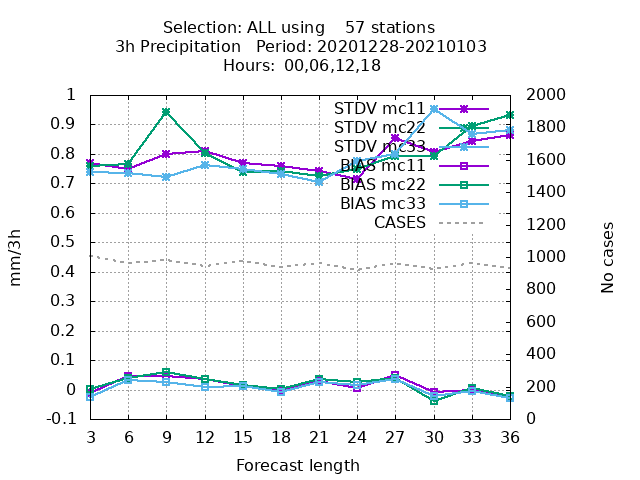 Selection: ALL using 57 stations
3h Precipitation Period: 20201228-20210103
Hours: 00,06,12,18
1
0.9
0.8
0.7
0.6
0.5
0.4
0.3
0.2
0.1
0
-0.1
mm/3h
STDV mc11
STDV mc22
STDV mc33
BIAS mc11
BIAS mc22
BIAS mc33
CASES
2000
1800
1600
1400
1200
1000
800
600
400
200
0
No cases
3 6 9 12 15 18 21 24 27 30 33 36
Forecast length